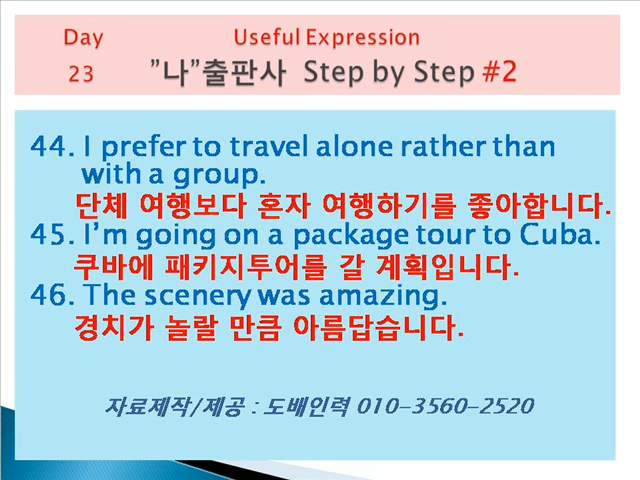 Day Useful Expression
23 ”나”출판사 Step by Step #2
44. I prefer to travel alone rather than
with a group.
단체 여행보다 혼자 여행하기를 좋아합니다.
45. I’m going on a package tour to Cuba.
쿠바에 패키지투어를 갈 계획입니다.
46. The scenery was amazing.
경치가 놀랄 만큼 아름답습니다.
자료제작/제공 : 도배인력 010-3560-2520